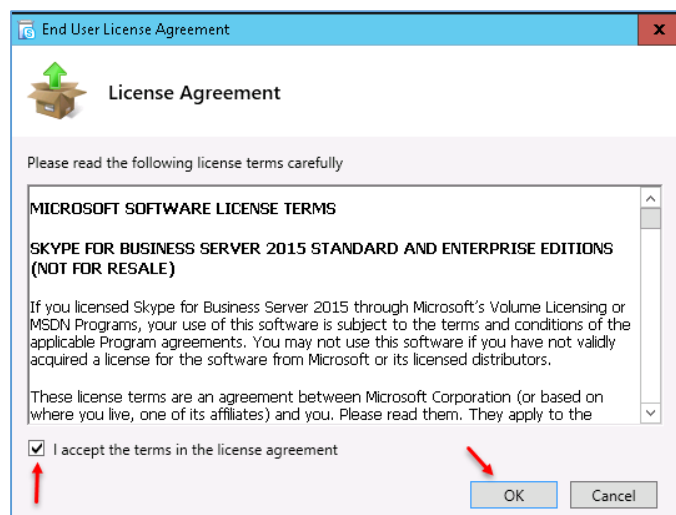 End User License Agreement
License Agreement
Please read the following license terms carefully
MICROSOFT SOFTWARE LICENSE TERMS
SKYPE FOR BUSINESS SERVER 2015 STANDARD AND ENTERPRISE EDITIONS
(NOT FOR RESALE)
If you licensed Skype for Business Server 2015 through Microsoft's Volume Licensing or
MSDN Programs, your use of this software is subject to the terms and conditions of the
applicable Program agreements. You may not use this software if you have not validly
acquired a license for the software from Microsoft or its licensed distributors.
These license terms are an agreement between Microsoft Corporation (or based on
where you live, one of its affiliates) and you. Please read them. They apply to the
I accept the terms in the license agreement
OK Cancel